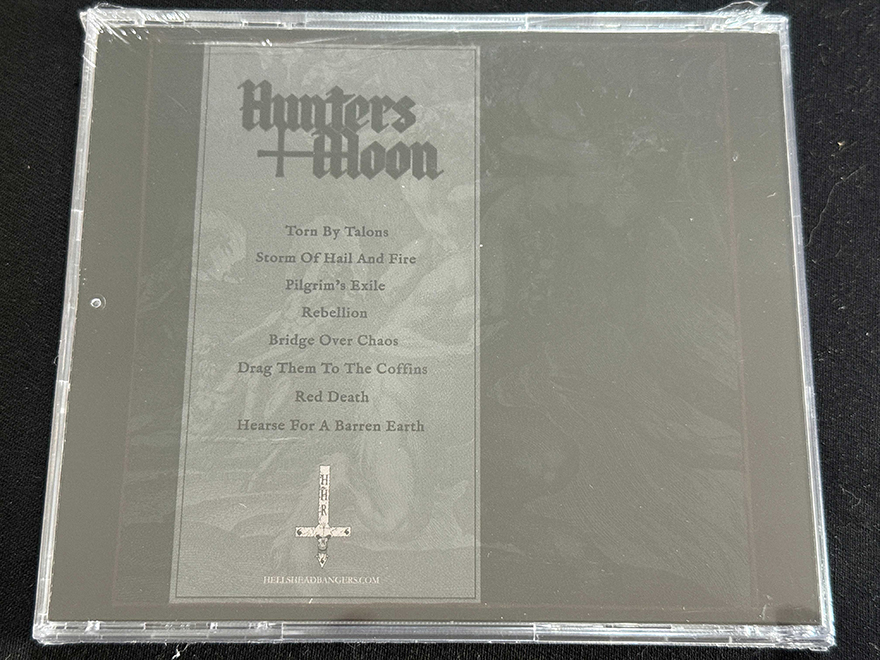 Hunters
Moon
Torn By Talons
Storm Of Hail And Fire
Pilgrim's Exile
Rebellion
Bridge Over Chaos
Drag Them To The Coffins
Red Death
Hearse For A Barren Earth
H
H
R
HELLSHEADBANGERS.COM